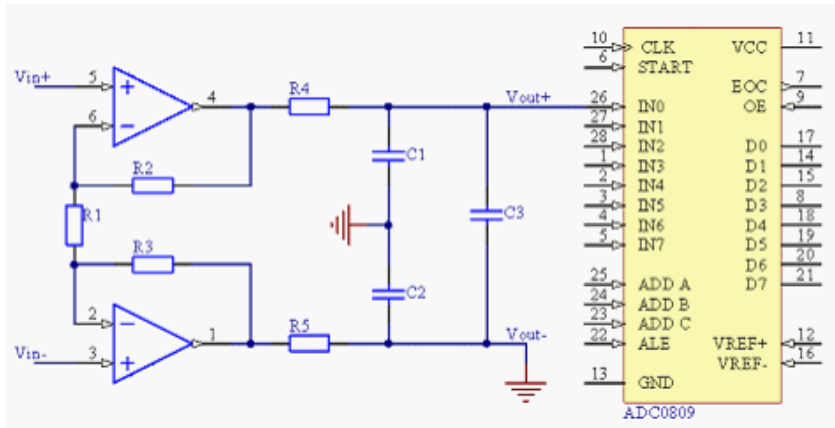 Vin+
5
6
4
R4
R2
R1
R3
2
3
1
R5
Vin-
C1
C2
C3
Vout+
Vout-
10 CLK
6 START
26 IN0
27 IN1
28 IN2
1 IN3
2 IN4
3 IN5
4 IN6
5 IN7
25 ADD A
24 ADD B
23 ADD C
22 ALE
13 GND
VCC 11
EOC 7
OE 9
D0 17
D1 14
D2 15
D3 8
D4 18
D5 19
D6 20
D7 21
VREF+ 12
VREF- 16
ADC0809